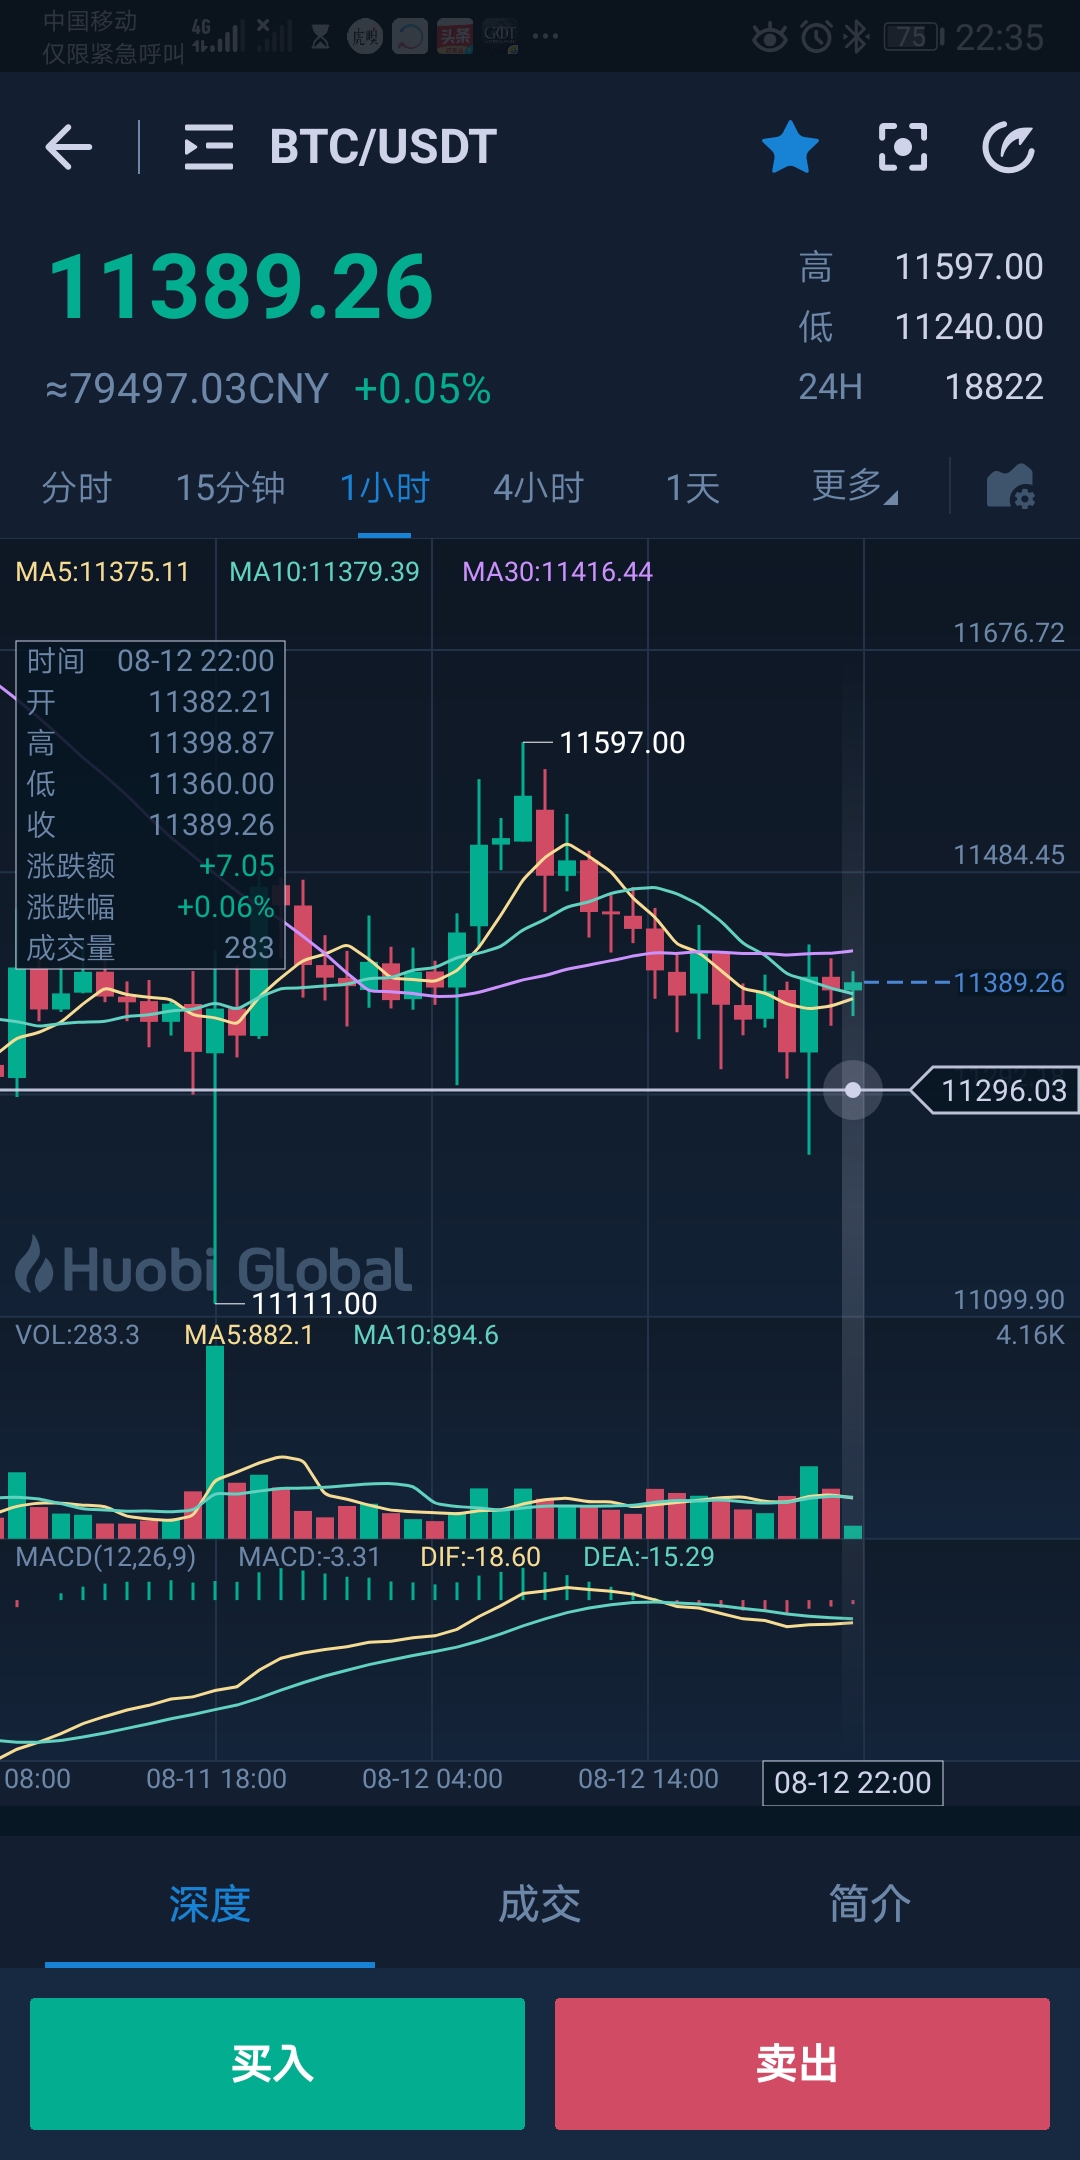 中国移动
仅限紧急呼叫
4G
虎嗅
头条
GDT
75
22:35
BTC/USDT
11389.26
高 11597.00
低 11240.00
≈79497.03CNY +0.05%
24H 18822
分时 15分钟 1小时 4小时 1天 更多
MA5:11375.11 MA10:11379.39 MA30:11416.44
11676.72
时间 08-12 22:00
开 11382.21
高 11398.87
低 11360.00
收 11389.26
涨跌额 +7.05
涨跌幅 +0.06%
成交量 283
11597.00
11484.45
11389.26
11296.03
Huobi Global
11111.00
11099.90
VOL:283.3 MA5:882.1 MA10:894.6
4.16K
MACD(12,26,9) MACD:-3.31 DIF:-18.60 DEA:-15.29
08:00 08-11 18:00 08-12 04:00 08-12 14:00 08-12 22:00
深度 成交 简介
买入 卖出